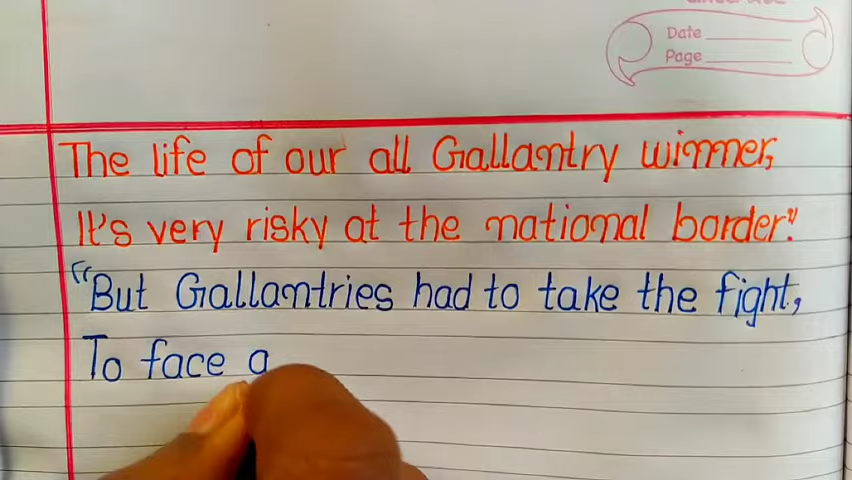 Date
Page
The life of our all Gallantry winner,
It's very risky at the national border."
"But Gallantries had to take the fight,
To face a